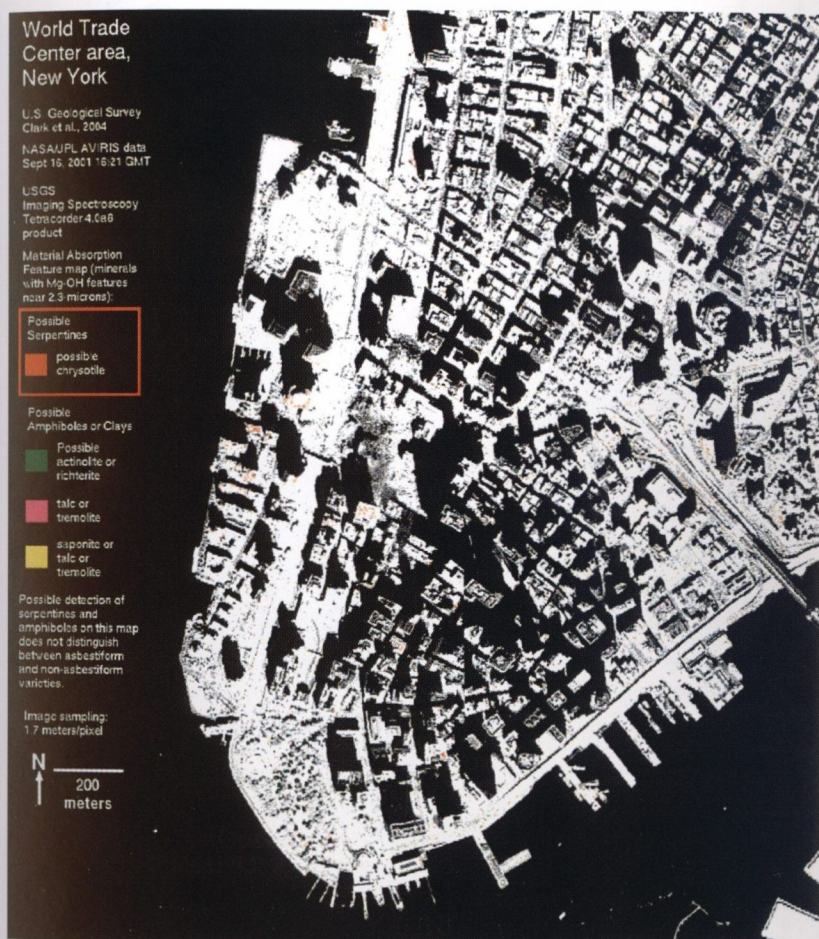 World Trade
Center area,
New York
U.S. Geological Survey
Clark et al., 2004
NASA/JPL AVIRIS data
Sept 16, 2001 16:21 GMT
USGS
Imaging Spectroscopy
Tetracorder 4.0a6
product
Material Absorption
Feature map (minerals
with Mg-OH features
near 2.3-microns):
Possible
Serpentines
possible
chrysotile
Possible
Amphiboles or Clays
Possible
actinolite or
richterite
talc or
tremolite
saponite or
talc or
tremolite
Possible detection of
serpentines and
amphiboles on this map
does not distinguish
between asbestiform
and non-asbestiform
varieties.
Image sampling:
1.7 meters/pixel
N
200
meters